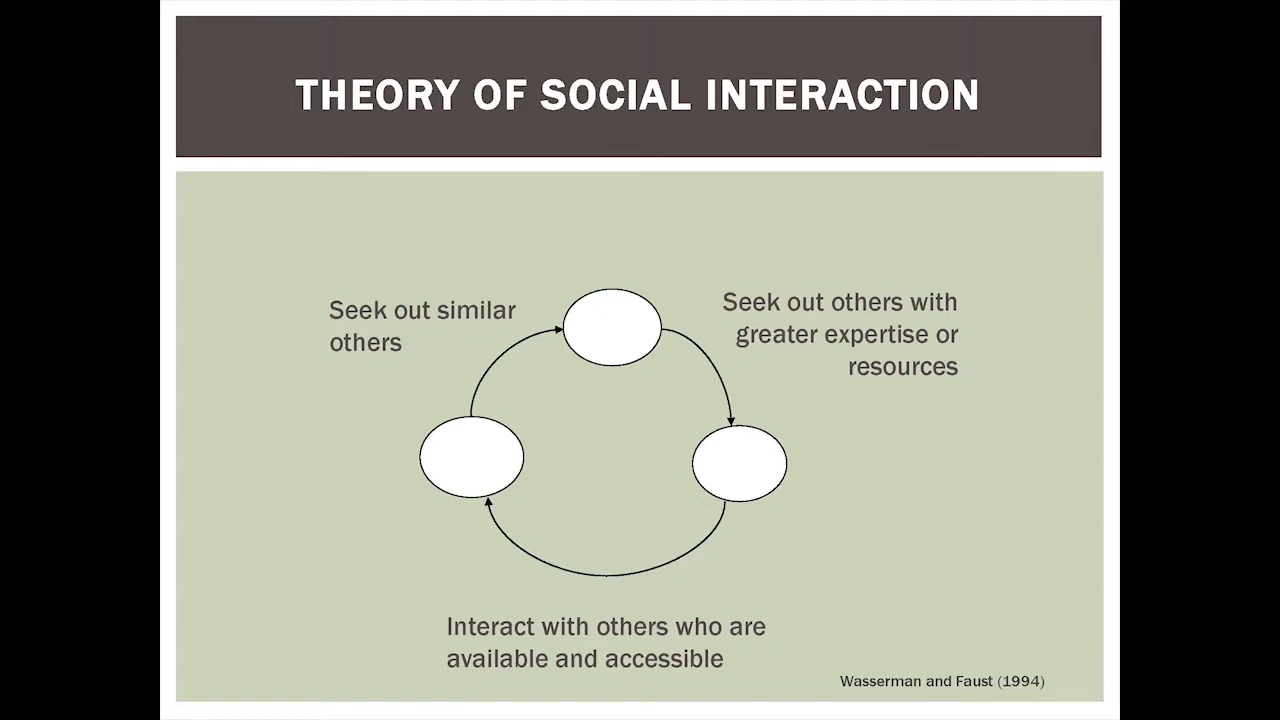 THEORY OF SOCIAL INTERACTION
Seek out similar
others
Seek out others with
greater expertise or
resources
Interact with others who are
available and accessible
Wasserman and Faust (1994)